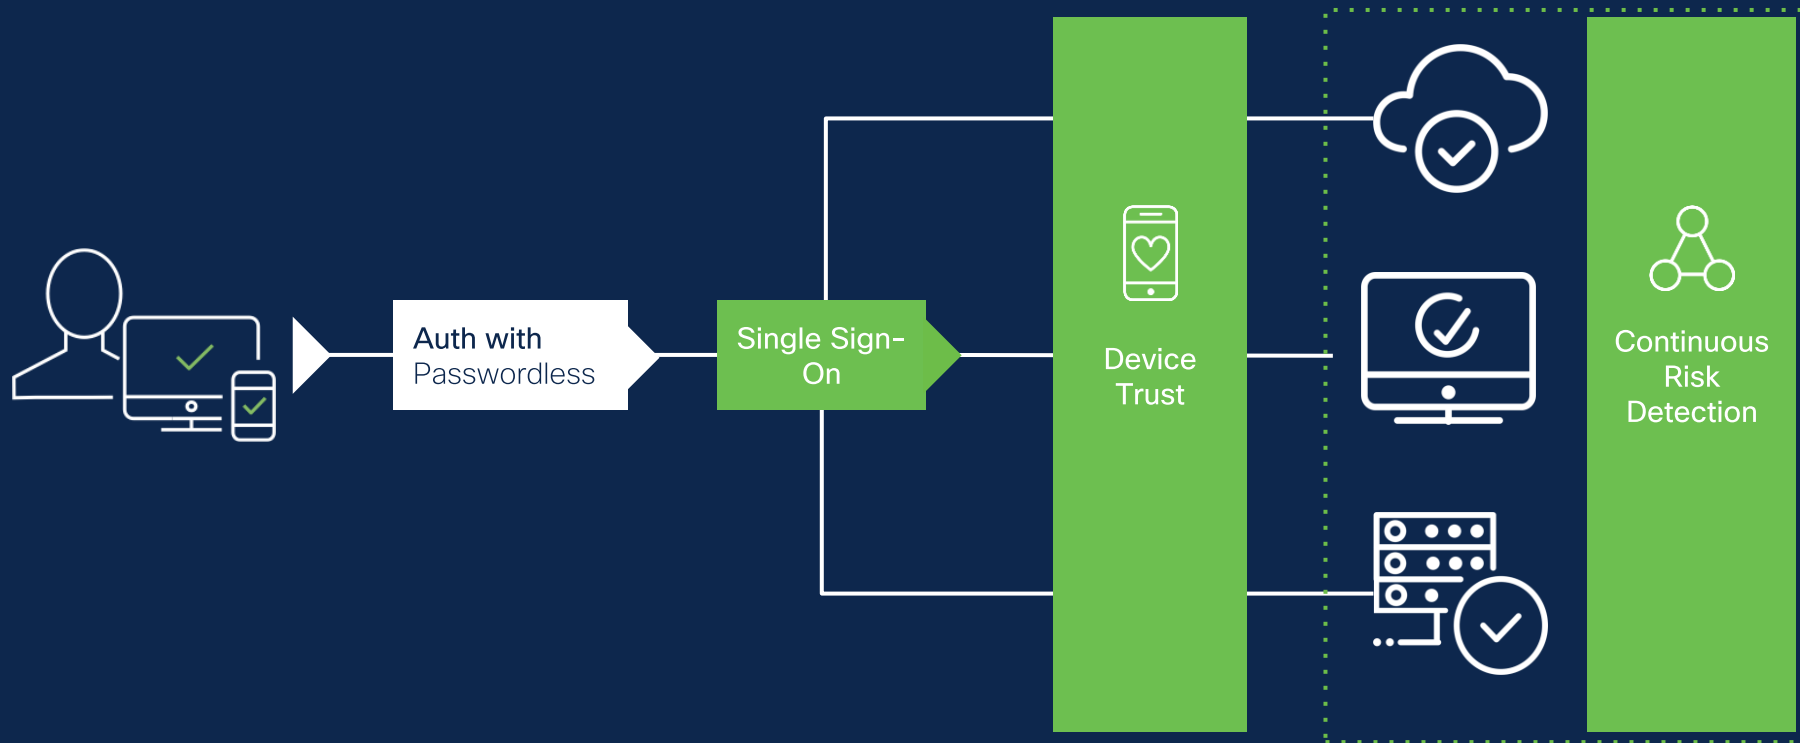 Auth with
Passwordless
Single Sign-
On
Device
Trust
Continuous
Risk
Detection